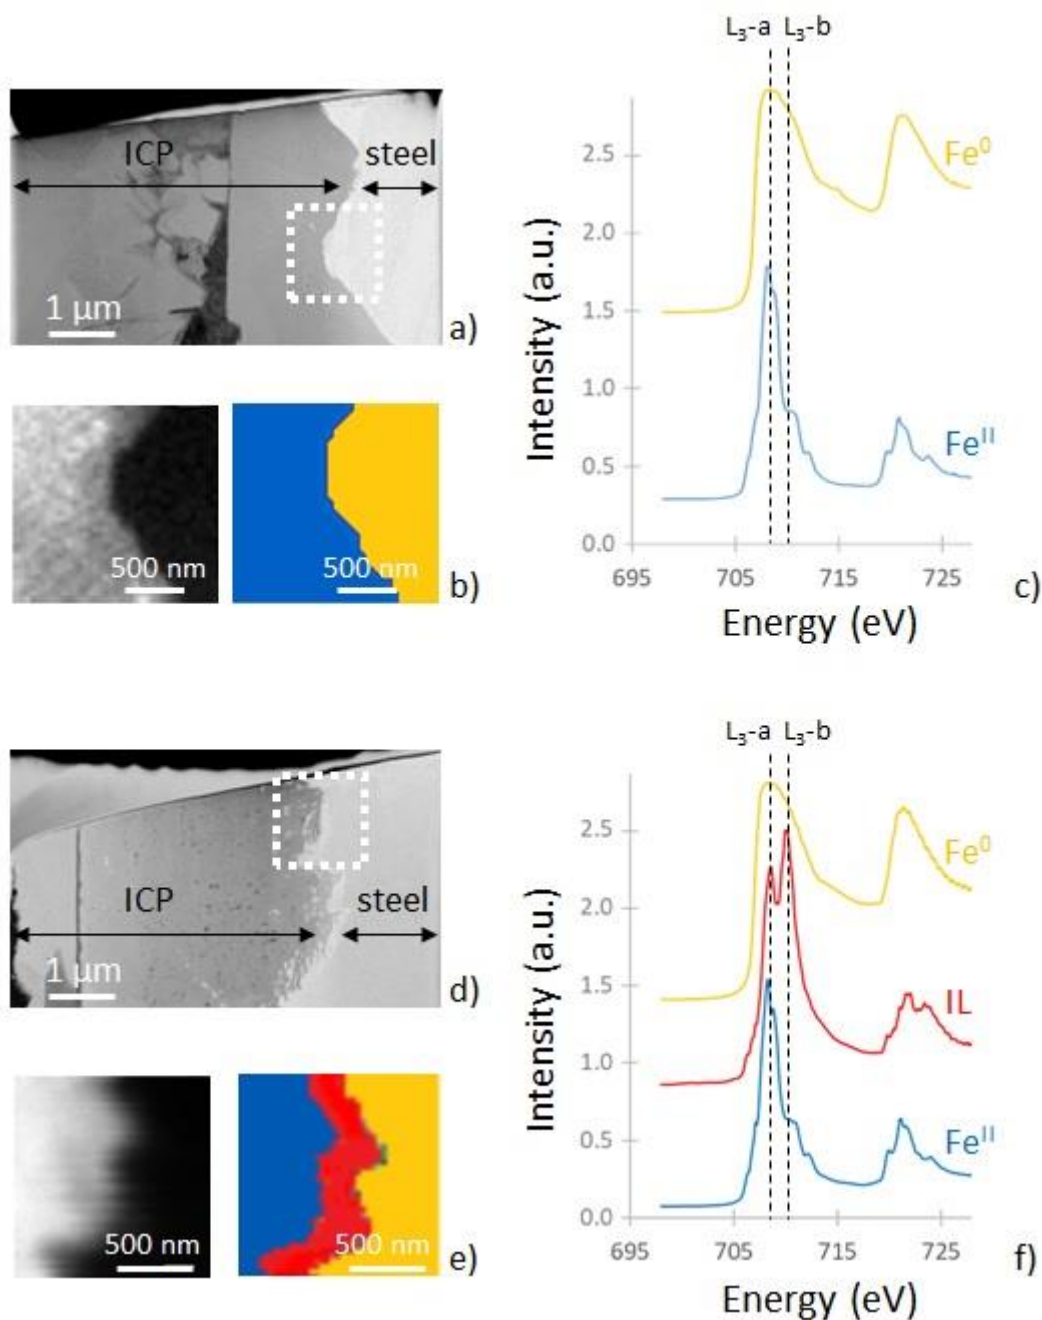 ICP
steel
1 μm
a)
500 nm
500 nm
b)
L₃-a
L₃-b
2.5
2.0
1.5
1.0
0.5
0.0
695
705
715
725
Intensity (a.u.)
Energy (eV)
Fe⁰
Feᴵᴵ
c)
ICP
steel
1 μm
d)
500 nm
500 nm
e)
L₃-a
L₃-b
2.5
2.0
1.5
1.0
0.5
0.0
695
705
715
725
Intensity (a.u.)
Energy (eV)
Fe⁰
IL
Feᴵᴵ
f)